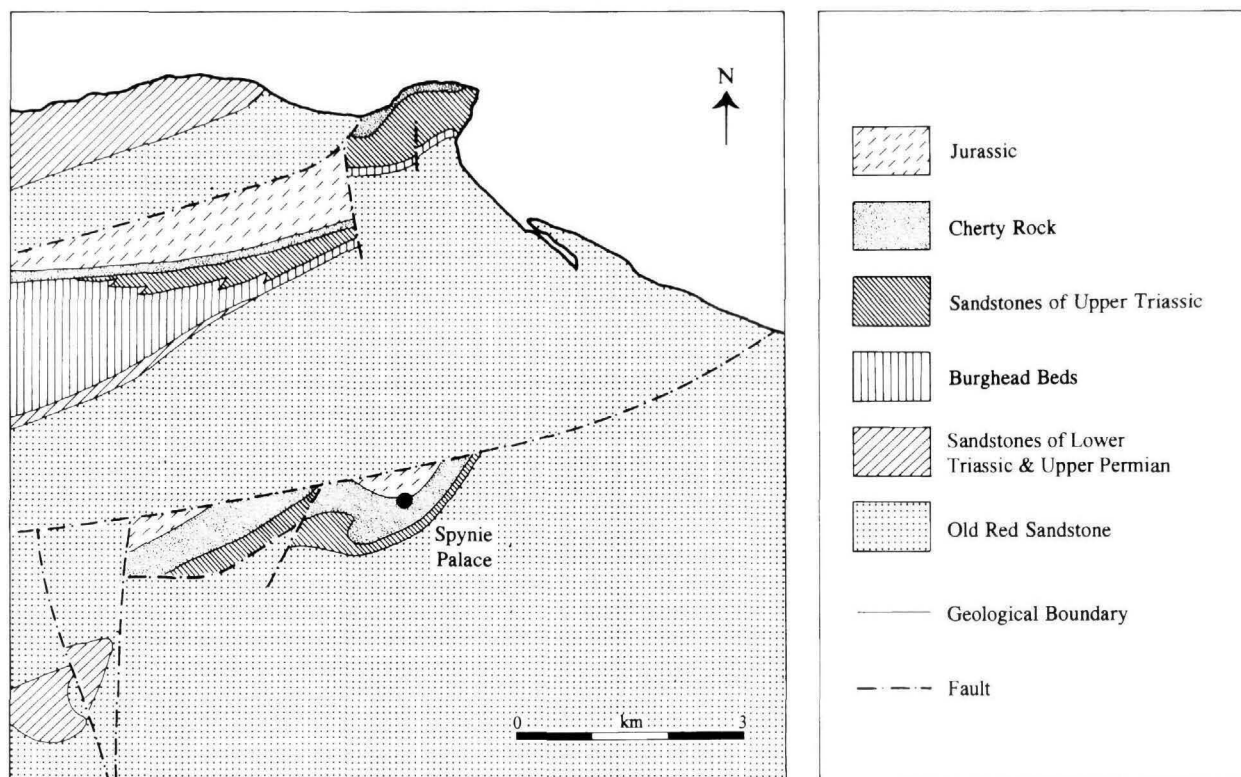 N
Spynie
Palace
0 km 3
Jurassic
Cherty Rock
Sandstones of Upper Triassic
Burghead Beds
Sandstones of Lower
Triassic & Upper Permian
Old Red Sandstone
Geological Boundary
Fault